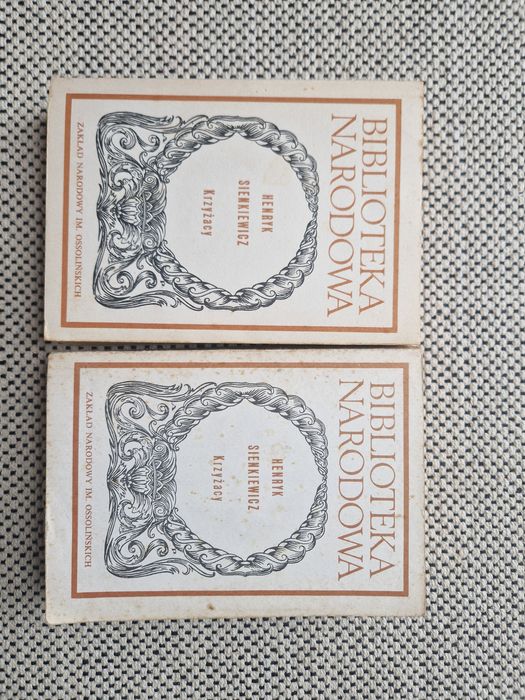 BIBLIOTEKA
NARODOWA
HENRYK
SIENKIEWICZ
Krzyżacy
ZAKŁAD NARODOWY IM. OSSOLIŃSKICH
BIBLIOTEKA
NARODOWA
HENRYK
SIENKIEWICZ
Krzyżacy
ZAKŁAD NARODOWY IM. OSSOLIŃSKICH